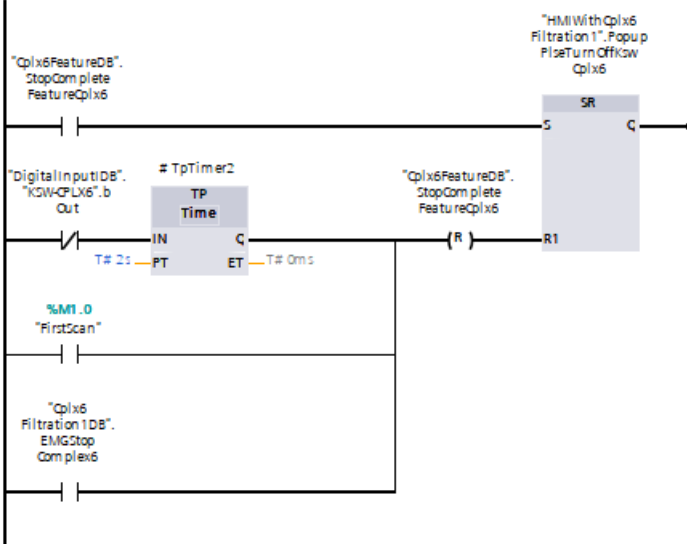 "HMIWithCplx6
Filtration1".Popup
PlseTurnOffKsw
Cplx6
"Cplx6FeatureDB".
StopComplete
FeatureCplx6
SR
S
Q
"DigitalInputIDB".
"KSW-CPLX6".b
Out
# TpTimer2
TP
Time
IN
Q
T# 2s
PT
ET
T# 0ms
"Cplx6FeatureDB".
StopComplete
FeatureCplx6
R
R1
%M1.0
"FirstScan"
"Cplx6
Filtration1DB".
EMGStop
Complex6